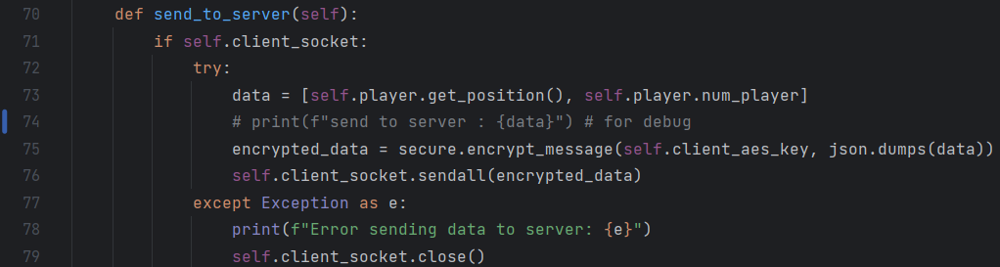 70 def send_to_server(self):
71 if self.client_socket:
72 try:
73 data = [self.player.get_position(), self.player.num_player]
74 # print(f"send to server : {data}") # for debug
75 encrypted_data = secure.encrypt_message(self.client_aes_key, json.dumps(data))
76 self.client_socket.sendall(encrypted_data)
77 except Exception as e:
78 print(f"Error sending data to server: {e}")
79 self.client_socket.close()